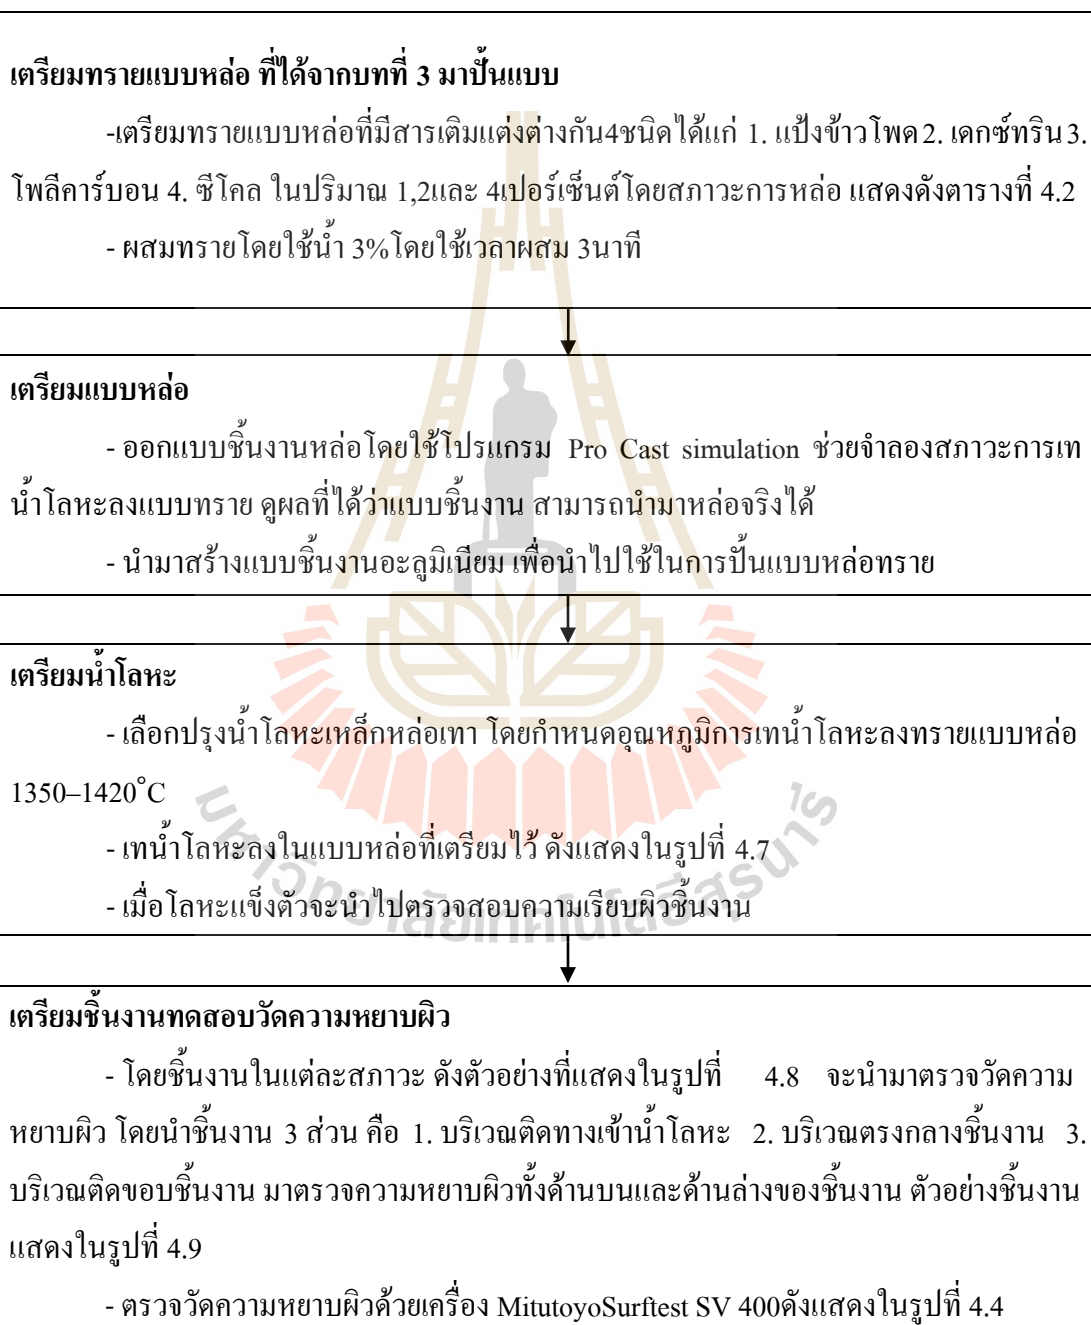 เตรียมทรายแบบหล่อ ที่ได้จากบทที่ 3 มาปั้นแบบ
-เตรียมทรายแบบหล่อที่มีสารเติมแต่งต่างกัน4ชนิดได้แก่ 1. แป้งข้าวโพด2. เดกซ์ทริน3.
โพลีคาร์บอน 4. ซีโคล ในปริมาณ 1,2และ 4เปอร์เซ็นต์โดยสภาวะการหล่อ แสดงดังตารางที่ 4.2
- ผสมทรายโดยใช้น้ำ 3%โดยใช้เวลาผสม 3นาที
เตรียมแบบหล่อ
- ออกแบบชิ้นงานหล่อโดยใช้โปรแกรม Pro Cast simulation ช่วยจำลองสภาวะการเท
น้ำโลหะลงแบบทราย ดูผลที่ได้ว่าแบบชิ้นงาน สามารถนำมาหล่อจริงได้
- นำมาสร้างแบบชิ้นงานอะลูมิเนียม เพื่อนำไปใช้ในการปั้นแบบหล่อทราย
เตรียมน้ำโลหะ
- เลือกปรุงน้ำโลหะเหล็กหล่อเทา โดยกำหนดอุณหภูมิการเทน้ำโลหะลงทรายแบบหล่อ
1350–1420˚C
- เทน้ำโลหะลงในแบบหล่อที่เตรียมไว้ ดังแสดงในรูปที่ 4.7
- เมื่อโลหะแข็งตัวจะนำไปตรวจสอบความเรียบผิวชิ้นงาน
มหาวิทยาลัยเทคโนโลยีสุรนารี
เตรียมชิ้นงานทดสอบวัดความหยาบผิว
- โดยชิ้นงานในแต่ละสภาวะ ดังตัวอย่างที่แสดงในรูปที่ 4.8 จะนำมาตรวจวัดความ
หยาบผิว โดยนำชิ้นงาน 3 ส่วน คือ 1. บริเวณติดทางเข้าน้ำโลหะ 2. บริเวณตรงกลางชิ้นงาน 3.
บริเวณติดขอบชิ้นงาน มาตรวจความหยาบผิวทั้งด้านบนและด้านล่างของชิ้นงาน ตัวอย่างชิ้นงาน
แสดงในรูปที่ 4.9
- ตรวจวัดความหยาบผิวด้วยเครื่อง MitutoyoSurftest SV 400ดังแสดงในรูปที่ 4.4